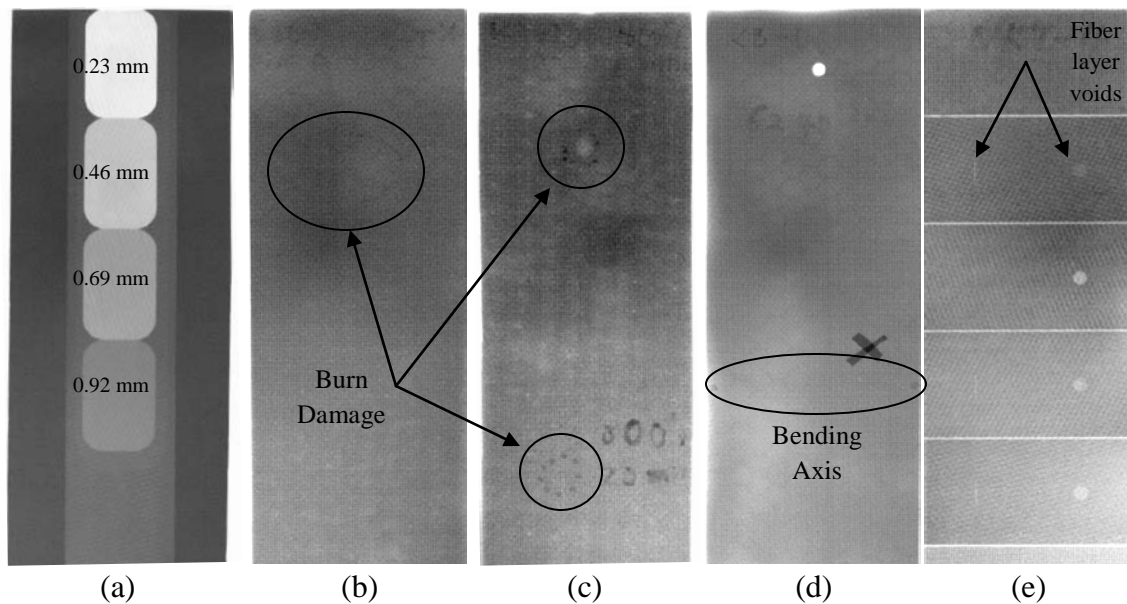 0.23 mm
0.46 mm
0.69 mm
0.92 mm
Burn
Damage
Bending
Axis
Fiber
layer
voids
(a)
(b)
(c)
(d)
(e)